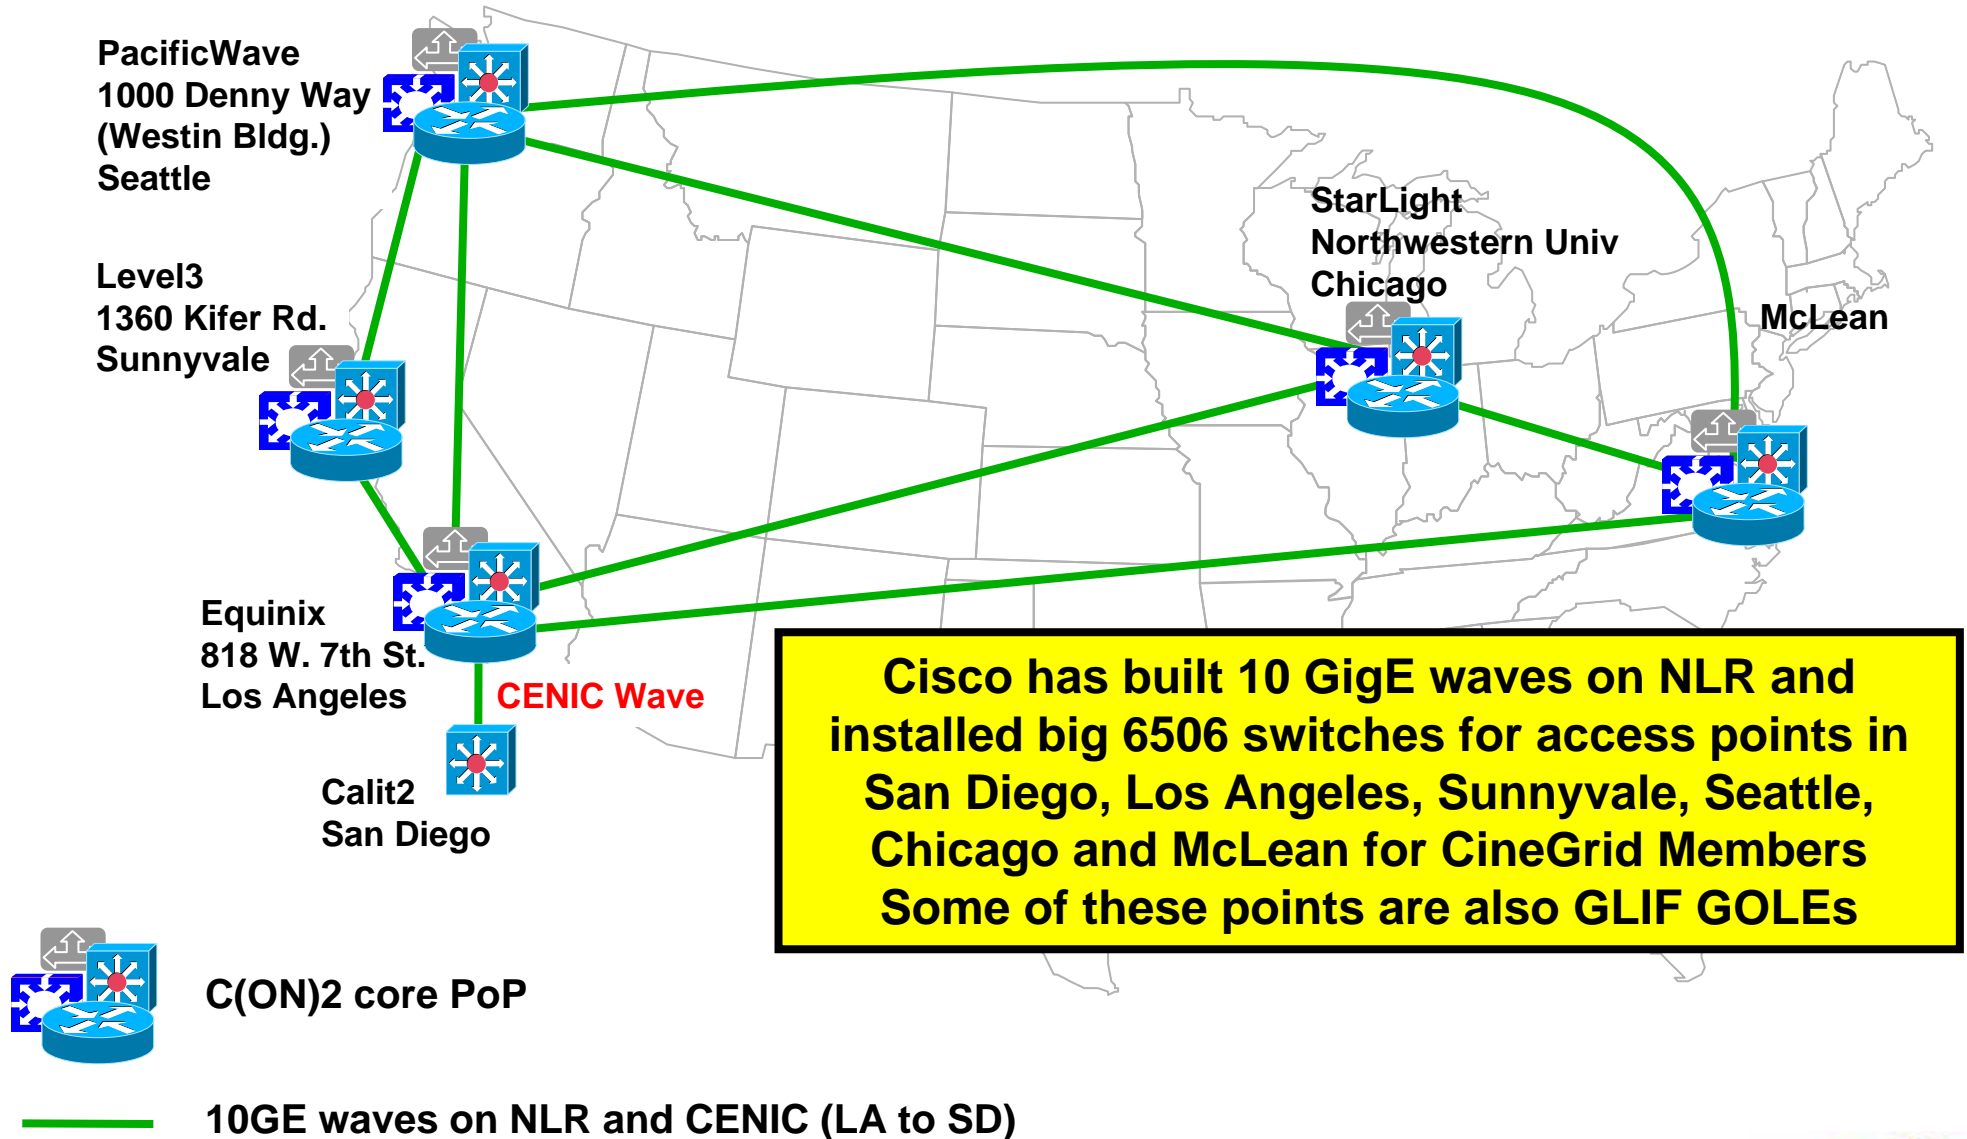 PacificWave
1000 Denny Way
(Westin Bldg.)
Seattle
StarLight
Northwestern Univ
Chicago
Level3
1360 Kifer Rd.
Sunnyvale
McLean
Equinix
818 W. 7th St.
Los Angeles
CENIC Wave
Calit2
San Diego
Cisco has built 10 GigE waves on NLR and
installed big 6506 switches for access points in
San Diego, Los Angeles, Sunnyvale, Seattle,
Chicago and McLean for CineGrid Members
Some of these points are also GLIF GOLEs
C(ON)2 core PoP
10GE waves on NLR and CENIC (LA to SD)